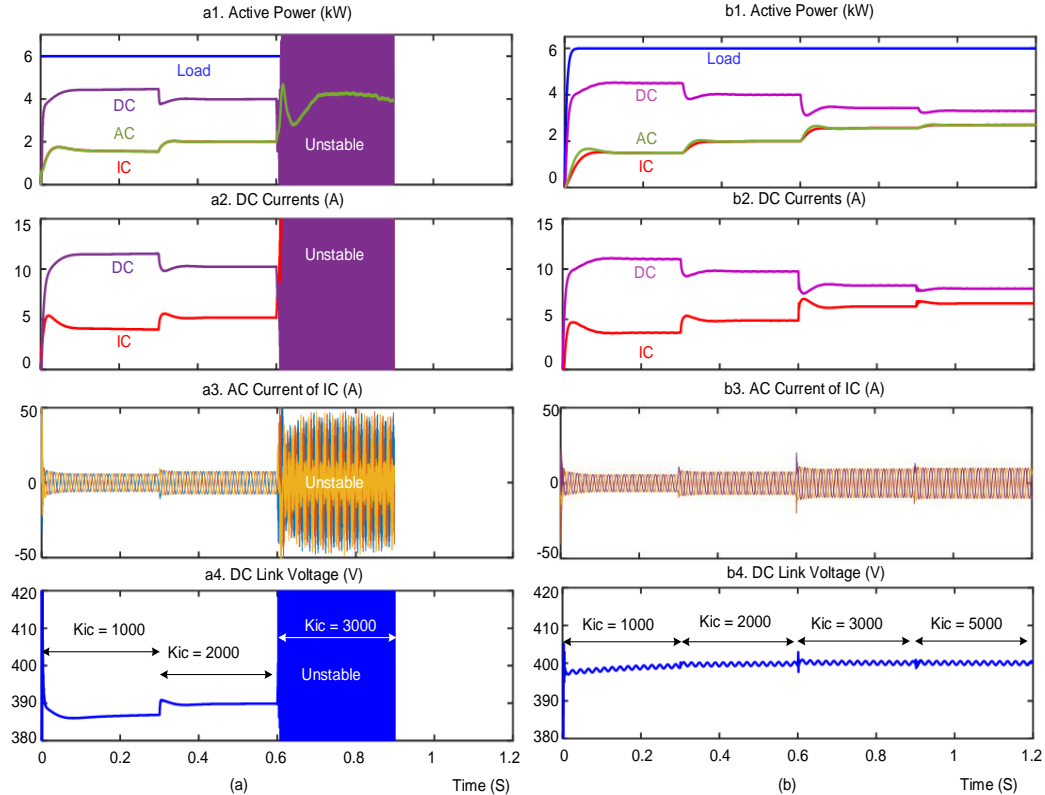 a1. Active Power (kW)
6
4
2
0
Load
DC
AC
IC
Unstable
a2. DC Currents (A)
15
10
5
0
DC
IC
Unstable
a3. AC Current of IC (A)
50
0
-50
Unstable
a4. DC Link Voltage (V)
420
410
400
390
380
Kic = 1000
Kic = 2000
Kic = 3000
Unstable
0 0.2 0.4 0.6 0.8 1 1.2
(a) Time (S)
b1. Active Power (kW)
6
4
2
0
Load
DC
AC
IC
b2. DC Currents (A)
15
10
5
0
DC
IC
b3. AC Current of IC (A)
50
0
-50
b4. DC Link Voltage (V)
420
410
400
390
380
Kic = 1000 Kic = 2000 Kic = 3000 Kic = 5000
0 0.2 0.4 0.6 0.8 1 1.2
(b) Time (S)